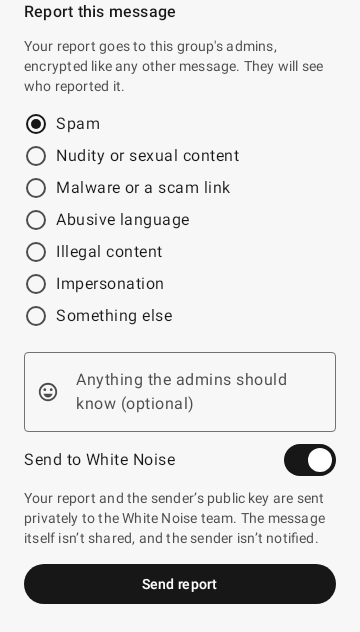 Report this message
Your report goes to this group's admins,
encrypted like any other message. They will see
who reported it.
Spam
Nudity or sexual content
Malware or a scam link
Abusive language
Illegal content
Impersonation
Something else
Anything the admins should
know (optional)
Send to White Noise
Your report and the sender’s public key are sent
privately to the White Noise team. The message
itself isn’t shared, and the sender isn’t notified.
Send report